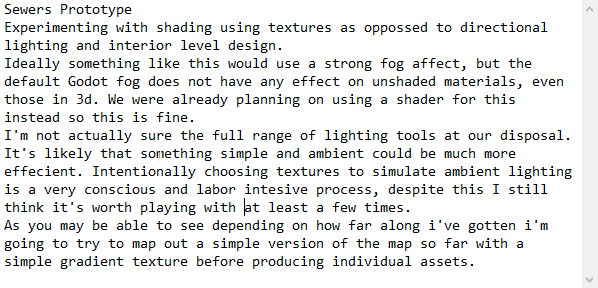 Sewers Prototype
Experimenting with shading using textures as oppossed to directional
lighting and interior level design.
Ideally something like this would use a strong fog affect, but the
default Godot fog does not have any effect on unshaded materials, even
those in 3d. We were already planning on using a shader for this
instead so this is fine.
I'm not actually sure the full range of lighting tools at our disposal.
It's likely that something simple and ambient could be much more
effecient. Intentionally choosing textures to simulate ambient lighting
is a very conscious and labor intesive process, despite this I still
think it's worth playing with at least a few times.
As you may be able to see depending on how far along i've gotten i'm
going to try to map out a simple version of the map so far with a
simple gradient texture before producing individual assets.